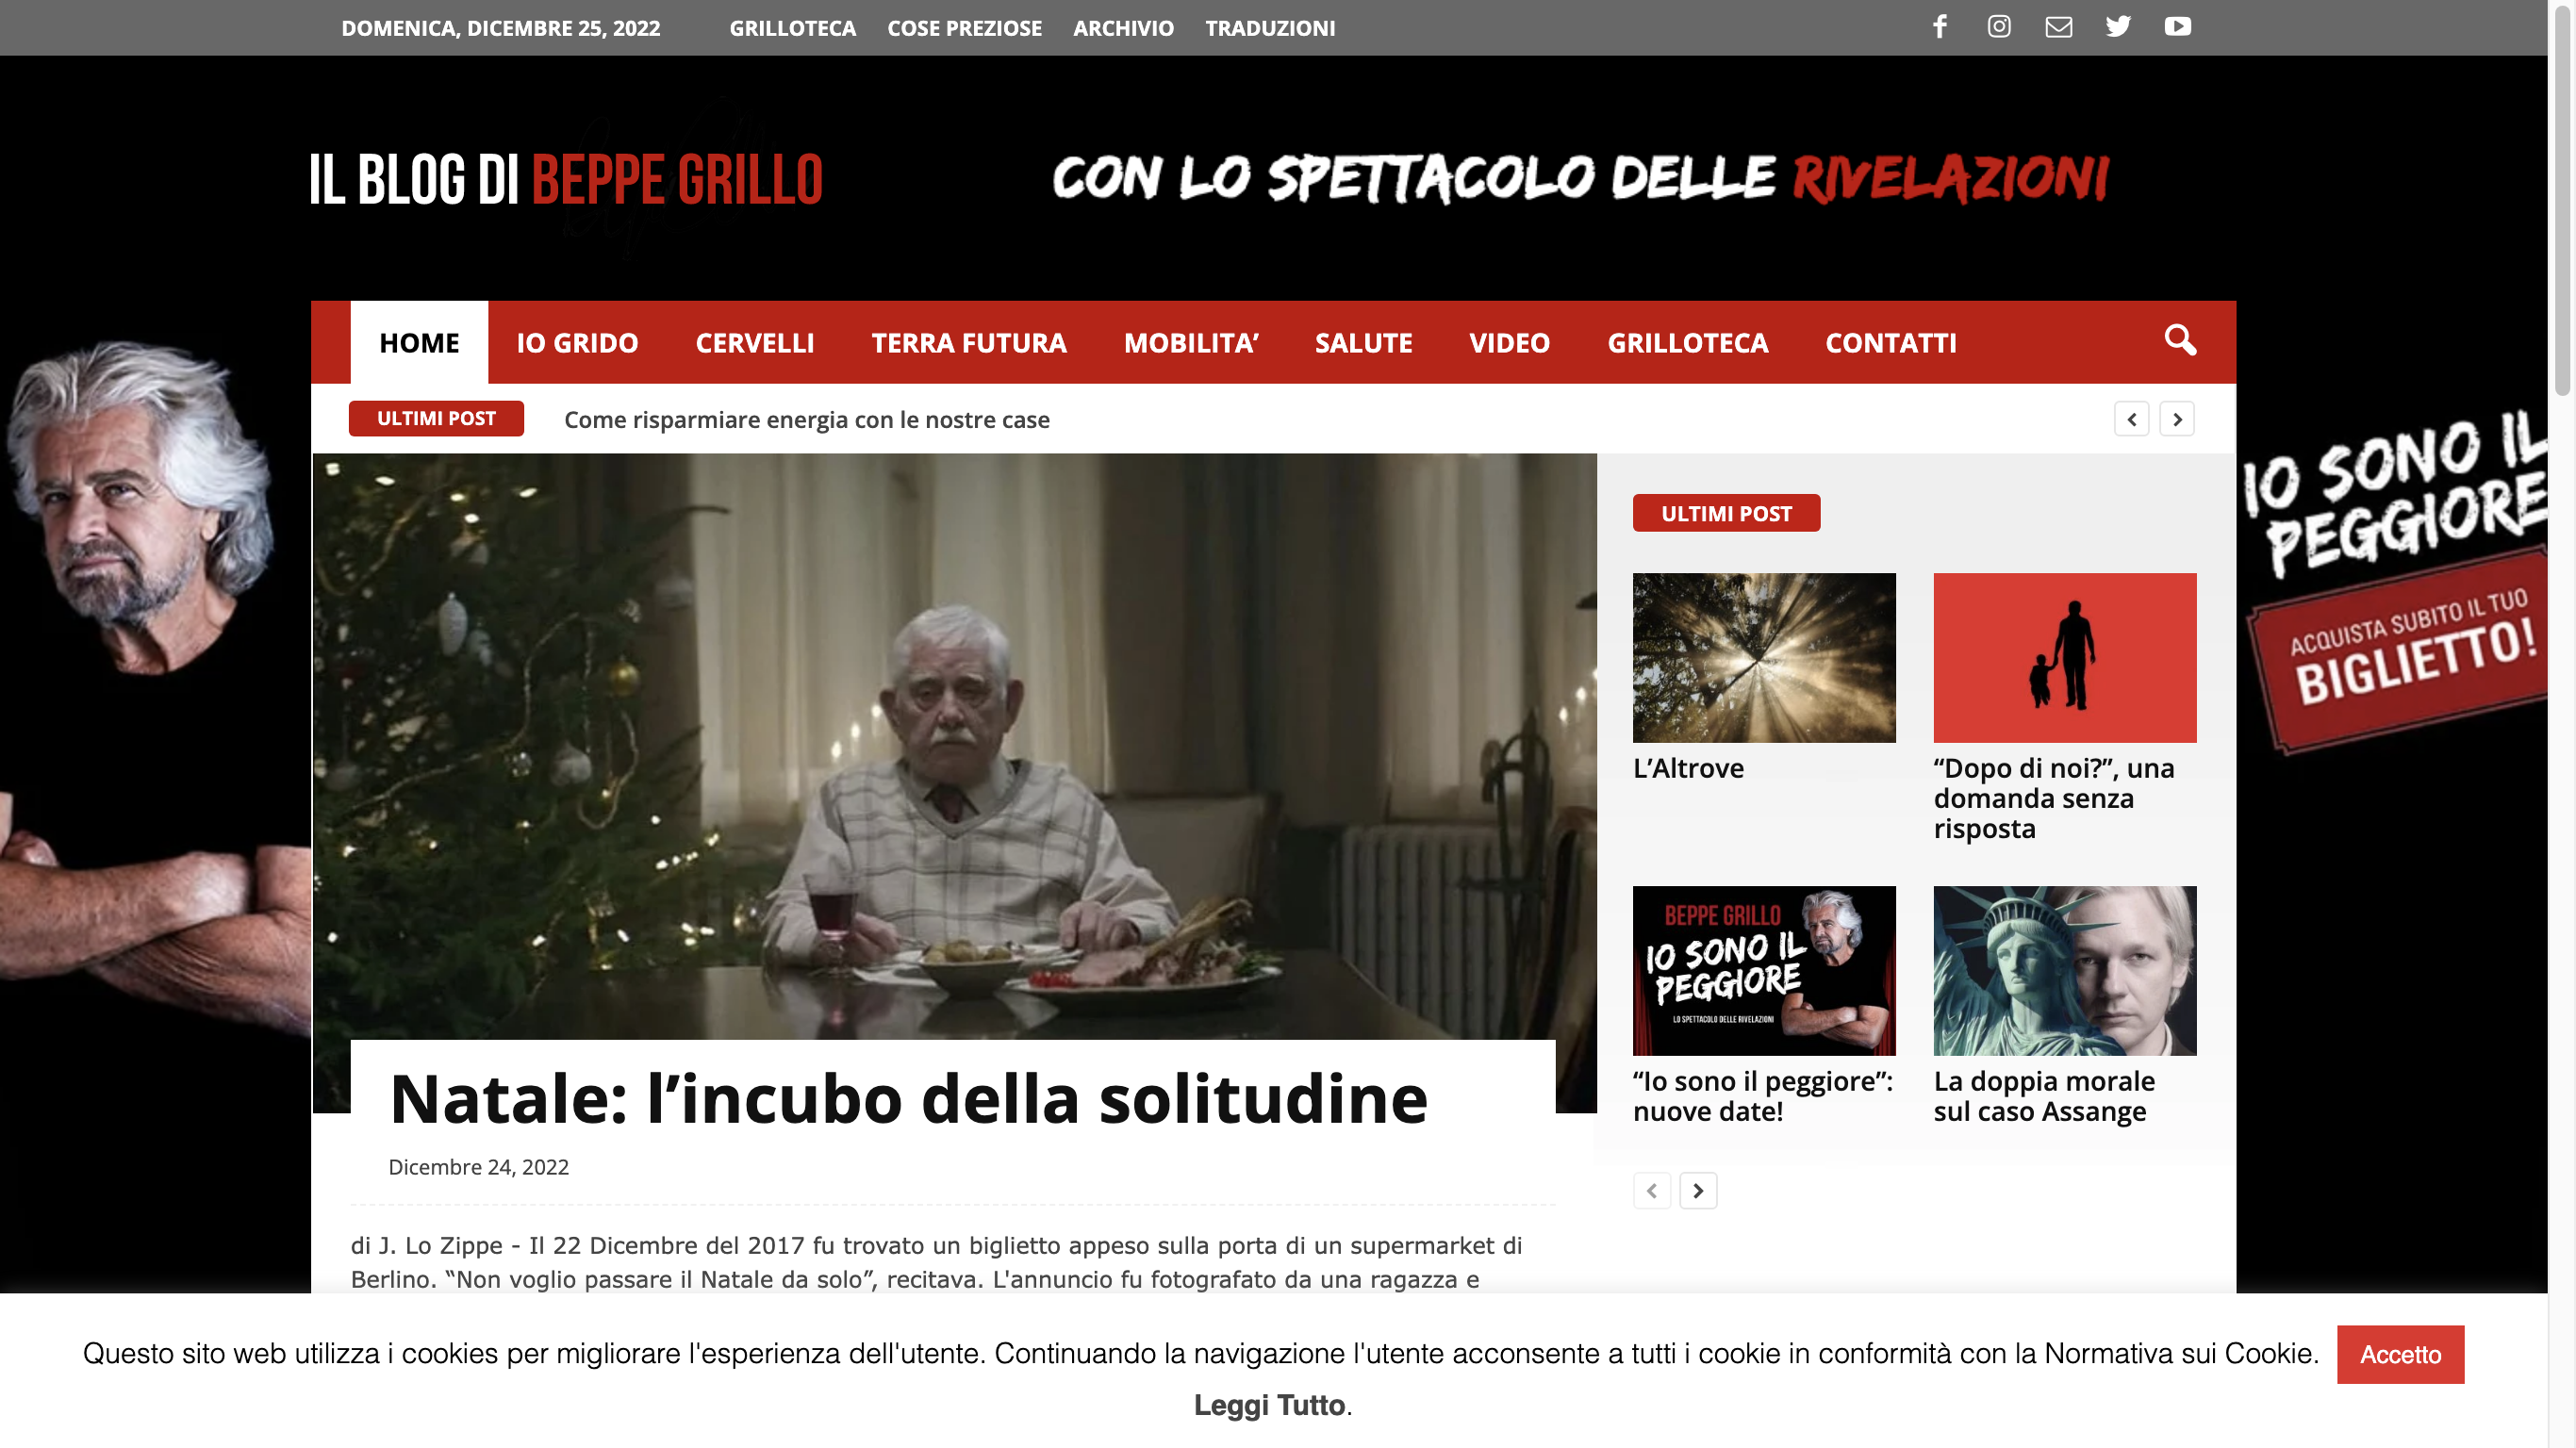 DOMENICA, DICEMBRE 25, 2022 GRILLOTECA COSE PREZIOSE ARCHIVIO TRADUZIONI
IL BLOG DI BEPPE GRILLO
CON LO SPETTACOLO DELLE RIVELAZIONI
HOME IO GRIDO CERVELLI TERRA FUTURA MOBILITA’ SALUTE VIDEO GRILLOTECA CONTATTI
ULTIMI POST Come risparmiare energia con le nostre case
IO SONO IL
PEGGIORE
ACQUISTA SUBITO IL TUO
BIGLIETTO!
Natale: l’incubo della solitudine
Dicembre 24, 2022
di J. Lo Zippe - Il 22 Dicembre del 2017 fu trovato un biglietto appeso sulla porta di un supermarket di
Berlino. “Non voglio passare il Natale da solo”, recitava. L'annuncio fu fotografato da una ragazza e
ULTIMI POST
L’Altrove
“Dopo di noi?”, una
domanda senza
risposta
BEPPE GRILLO
IO SONO IL
PEGGIORE
LO SPETTACOLO DELLE RIVELAZIONI
“Io sono il peggiore”:
nuove date!
La doppia morale
sul caso Assange
Questo sito web utilizza i cookies per migliorare l'esperienza dell'utente. Continuando la navigazione l'utente acconsente a tutti i cookie in conformità con la Normativa sui Cookie. Accetto
Leggi Tutto.